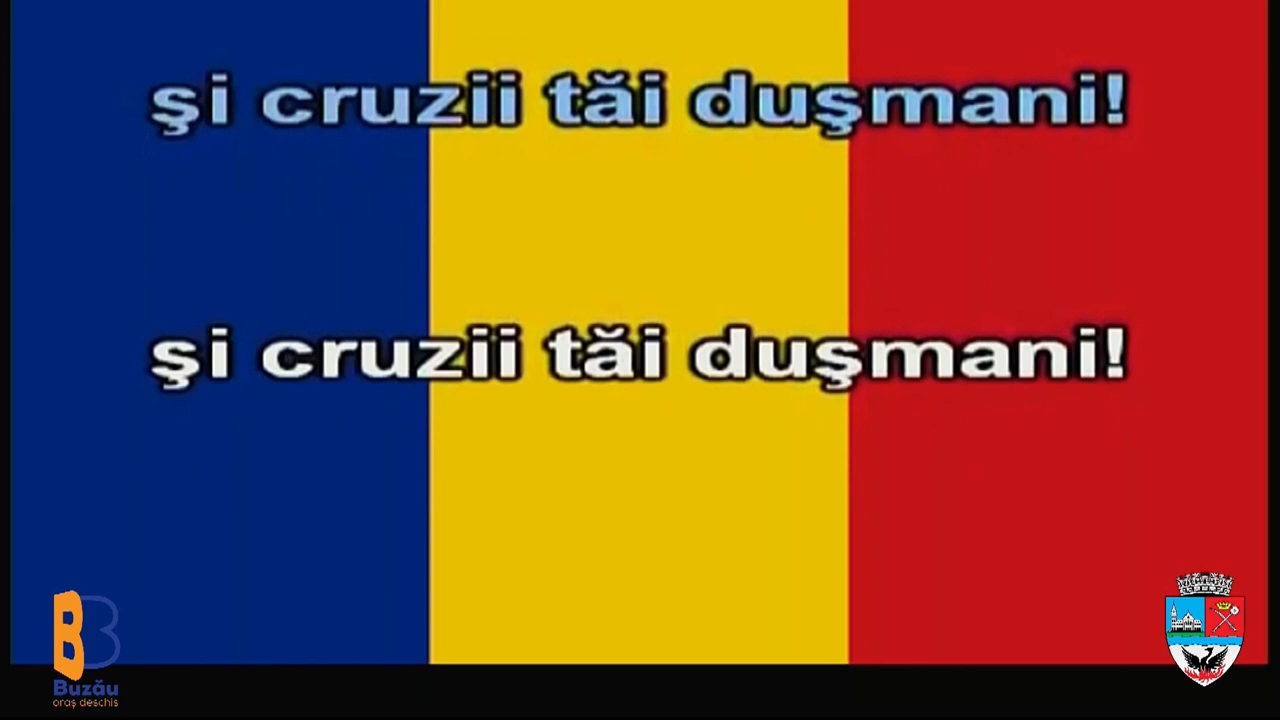 şi cruzii tăi duşmani!
şi cruzii tăi duşmani!
B
Buzău
oraş deschis